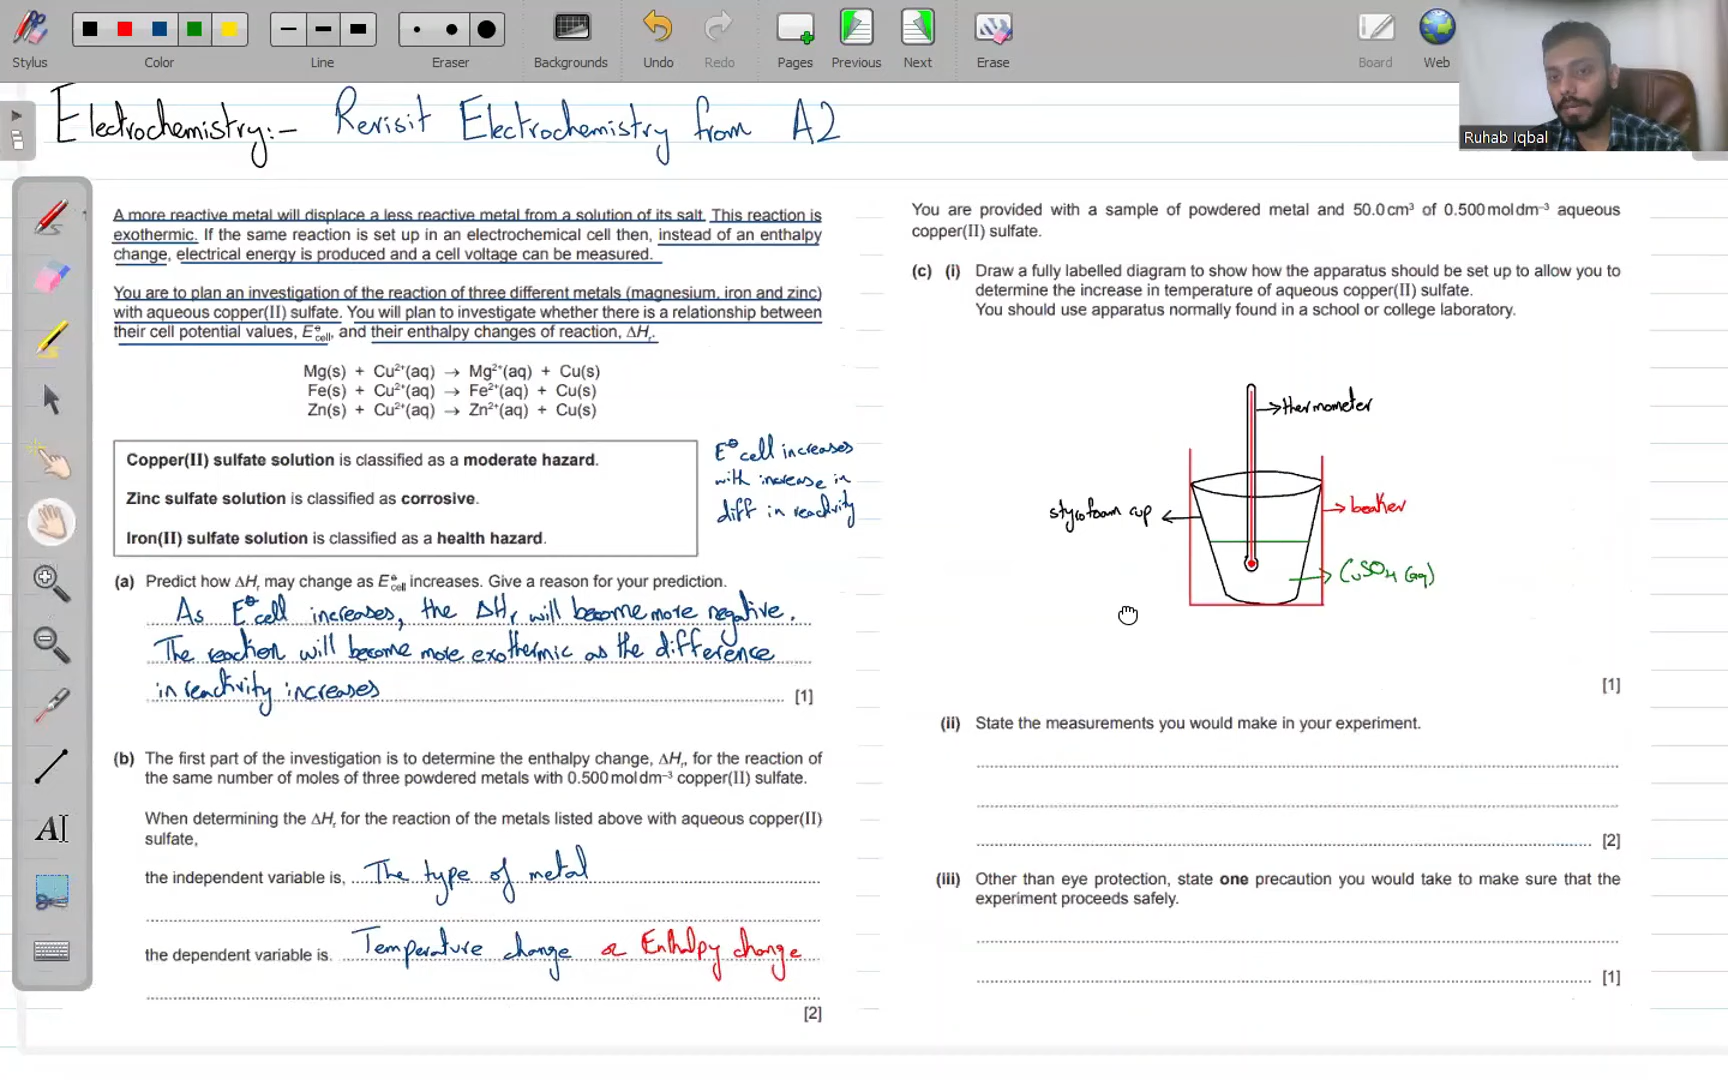 Stylus
Color
Line
Eraser
Backgrounds
Undo
Redo
Pages
Previous
Next
Erase
Board
Web
Ruhab Iqbal
Electrochemistry:- Revisit Electrochemistry from A2
A more reactive metal will displace a less reactive metal from a solution of its salt. This reaction is
exothermic. If the same reaction is set up in an electrochemical cell then, instead of an enthalpy
change, electrical energy is produced and a cell voltage can be measured.
You are to plan an investigation of the reaction of three different metals (magnesium, iron and zinc)
with aqueous copper(II) sulfate. You will plan to investigate whether there is a relationship between
their cell potential values, E⦵cell, and their enthalpy changes of reaction, ΔHr.
Mg(s) + Cu²⁺(aq) → Mg²⁺(aq) + Cu(s)
Fe(s) + Cu²⁺(aq) → Fe²⁺(aq) + Cu(s)
Zn(s) + Cu²⁺(aq) → Zn²⁺(aq) + Cu(s)
Copper(II) sulfate solution is classified as a moderate hazard.
Zinc sulfate solution is classified as corrosive.
Iron(II) sulfate solution is classified as a health hazard.
E⦵cell increases
with increase in
diff in reactivity
(a) Predict how ΔHr may change as E⦵cell increases. Give a reason for your prediction.
As E⦵cell increases, the ΔHr will become more negative.
The reaction will become more exothermic as the difference
in reactivity increases
[1]
(b) The first part of the investigation is to determine the enthalpy change, ΔHr, for the reaction of
the same number of moles of three powdered metals with 0.500 mol dm⁻³ copper(II) sulfate.
When determining the ΔHr for the reaction of the metals listed above with aqueous copper(II)
sulfate,
the independent variable is, The type of metal
the dependent variable is. Temperature change or Enthalpy change
[2]
You are provided with a sample of powdered metal and 50.0 cm³ of 0.500 mol dm⁻³ aqueous
copper(II) sulfate.
(c) (i) Draw a fully labelled diagram to show how the apparatus should be set up to allow you to
determine the increase in temperature of aqueous copper(II) sulfate.
You should use apparatus normally found in a school or college laboratory.
thermometer
styrofoam cup
beaker
CuSO4 (aq)
[1]
(ii) State the measurements you would make in your experiment.
[2]
(iii) Other than eye protection, state one precaution you would take to make sure that the
experiment proceeds safely.
[1]